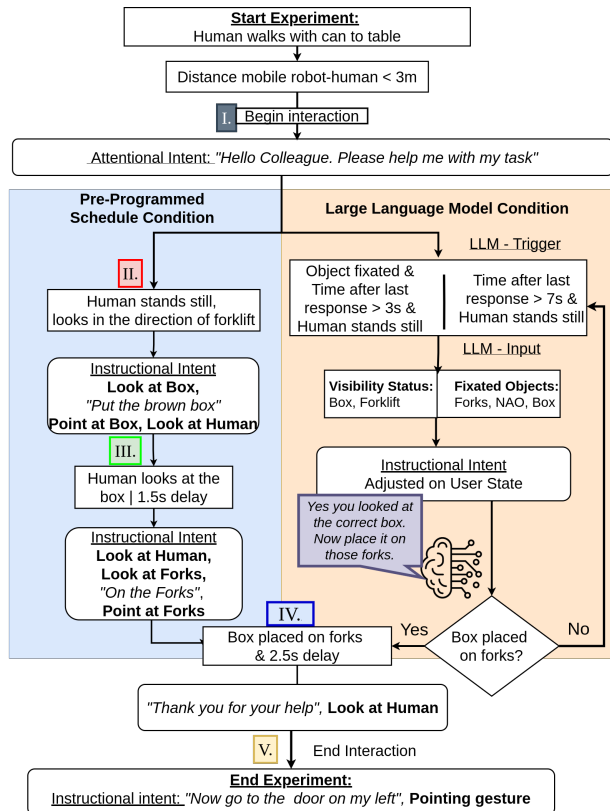 Start Experiment:
Human walks with can to table
Distance mobile robot-human < 3m
I.
Begin interaction
Attentional Intent: "Hello Colleague. Please help me with my task"
Pre-Programmed
Schedule Condition
II.
Human stands still,
looks in the direction of forklift
Instructional Intent
Look at Box,
"Put the brown box"
Point at Box, Look at Human
III.
Human looks at the
box | 1.5s delay
Instructional Intent
Look at Human,
Look at Forks,
"On the Forks",
Point at Forks
Large Language Model Condition
LLM - Trigger
Object fixated &
Time after last
response > 3s &
Human stands still
Time after last
response > 7s &
Human stands still
LLM - Input
Visibility Status:
Box, Forklift
Fixated Objects:
Forks, NAO, Box
Instructional Intent
Adjusted on User State
Yes you looked at
the correct box.
Now place it on
those forks.
Box placed
on forks?
Yes
No
IV.
Box placed on forks
& 2.5s delay
"Thank you for your help", Look at Human
V.
End Interaction
End Experiment:
Instructional intent: "Now go to the door on my left", Pointing gesture